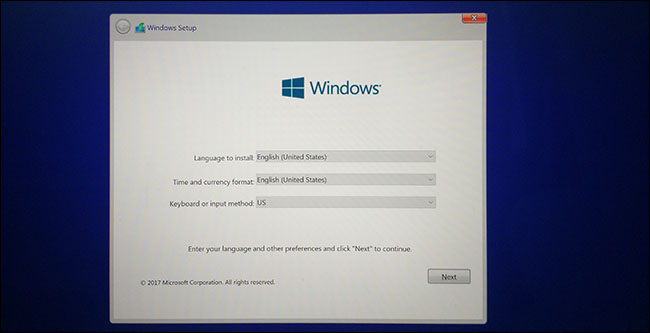 Windows Setup
Windows
Language to install: English (United States)
Time and currency format: English (United States)
Keyboard or input method: US
Enter your language and other preferences and click "Next" to continue.
Next
© 2017 Microsoft Corporation. All rights reserved.